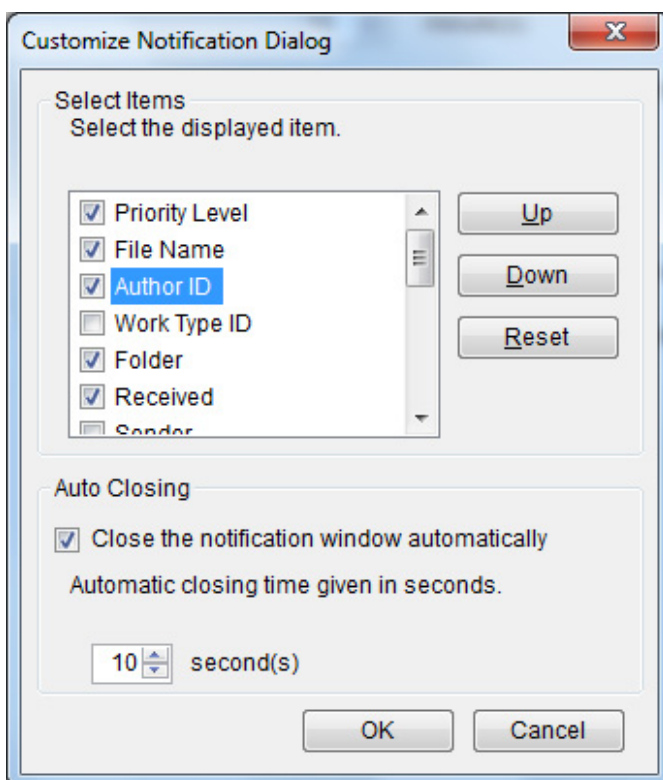 Customize Notification Dialog
Select Items
Select the displayed item.
Priority Level
File Name
Author ID
Work Type ID
Folder
Received
Sender
Up
Down
Reset
Auto Closing
Close the notification window automatically
Automatic closing time given in seconds.
10 second(s)
OK Cancel